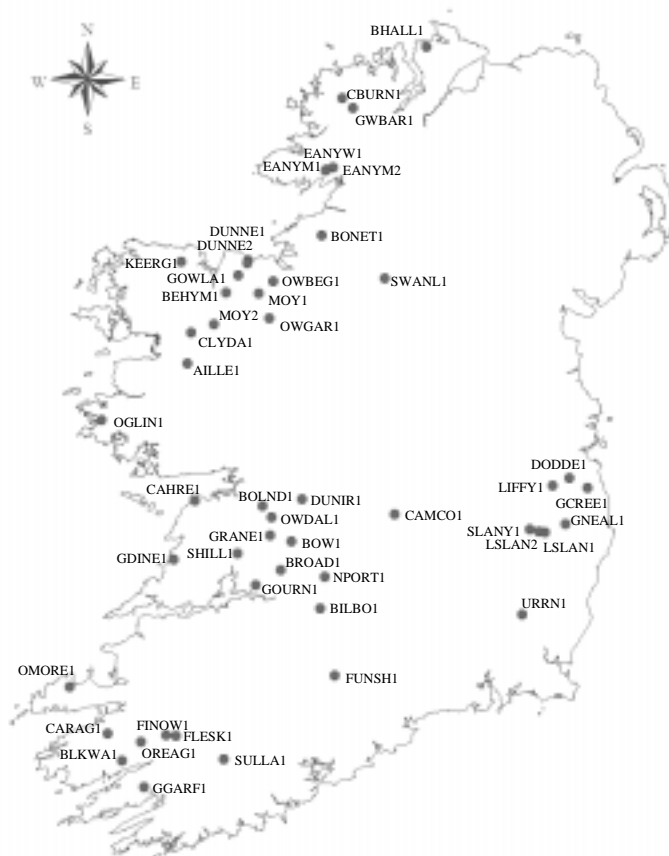 BHALL1
N
W E
S
CBURN1
GWBAR1
EANYW1
EANYM1 EANYM2
DUNNE1
DUNNE2
BONET1
KEERG1
GOWLA1
OWBEG1
SWANL1
BEHYM1
MOY1
MOY2
OWGAR1
CLYDA1
AILLE1
OGLIN1
DODDE1
LIFFY1
CAHRE1
BOLND1
DUNIR1
GCREE1
OWDAL1
CAMCO1
GNEAL1
SLANY1
GRANE1
BOW1
LSLAN2
LSLAN1
GDINE1
SHILL1
BROAD1
NPORT1
GOURN1
BILBO1
URRN1
OMORE1
FUNSH1
CARAG1
FINOW1
FLESK1
OREAG1
BLKWA1
SULLA1
GGARF1